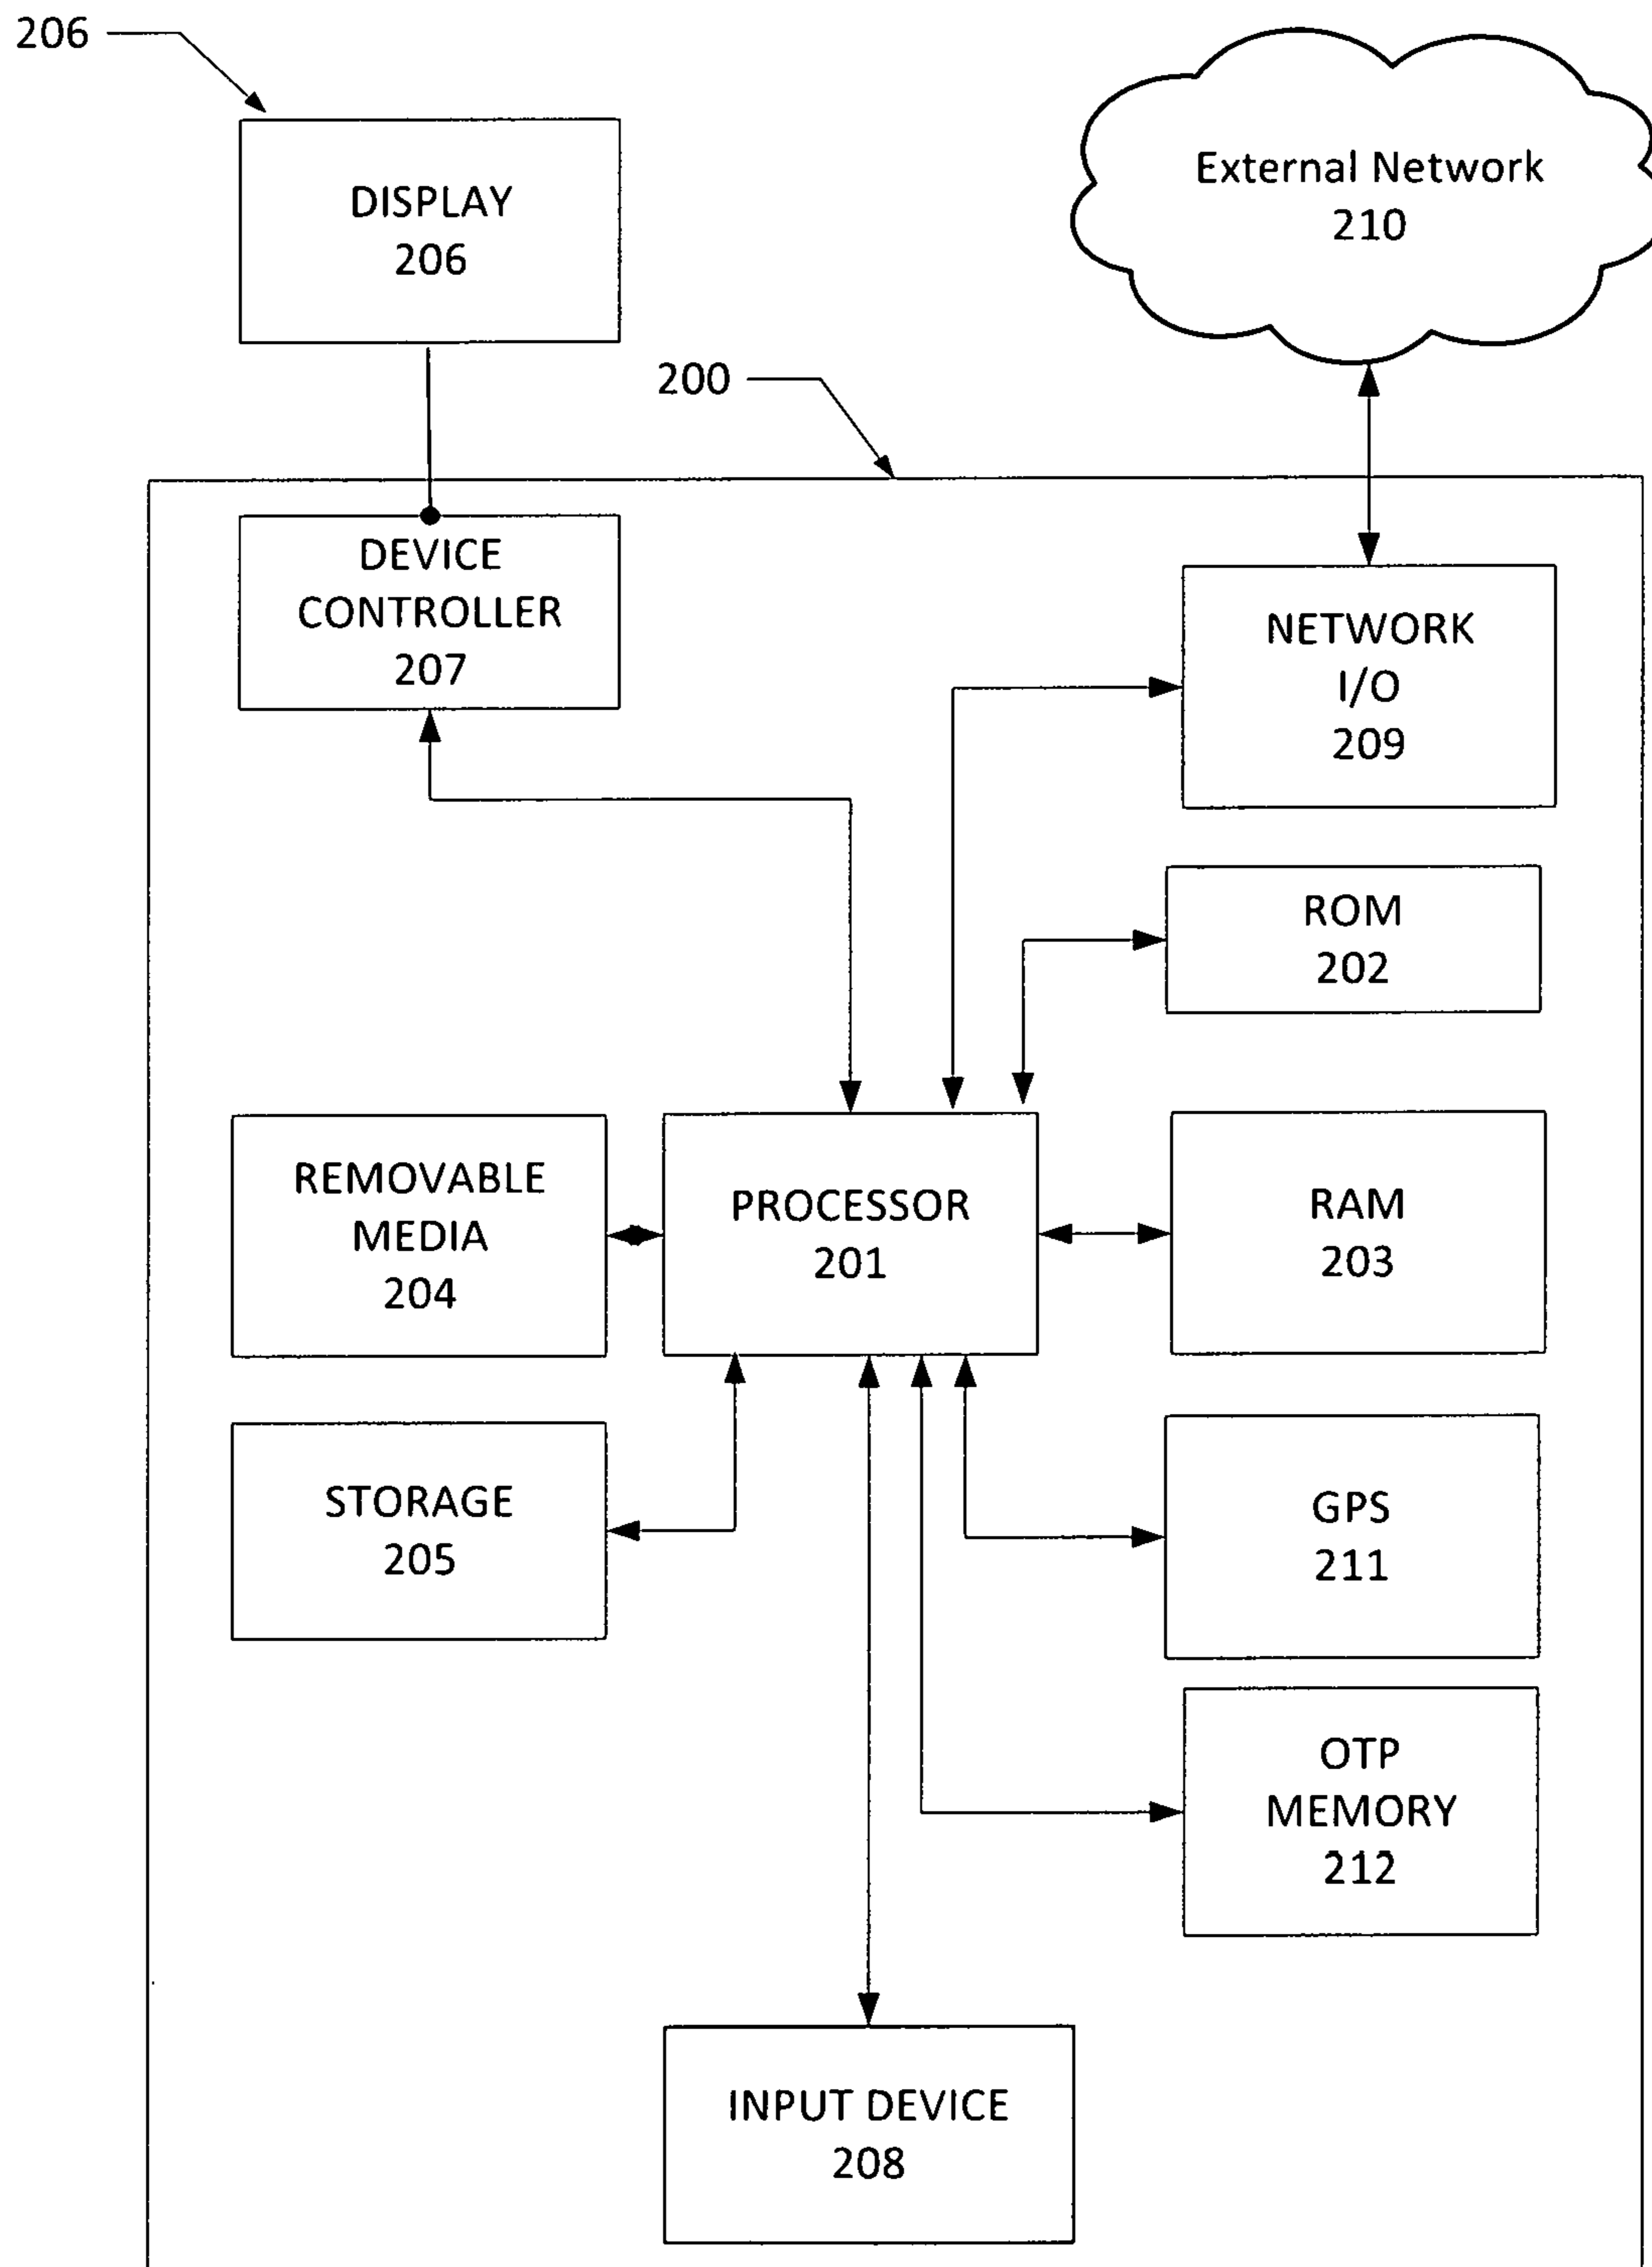 206
DISPLAY
206
External Network
210
200
DEVICE
CONTROLLER
207
NETWORK
I/O
209
ROM
202
REMOVABLE
MEDIA
204
PROCESSOR
201
RAM
203
STORAGE
205
GPS
211
OTP
MEMORY
212
INPUT DEVICE
208